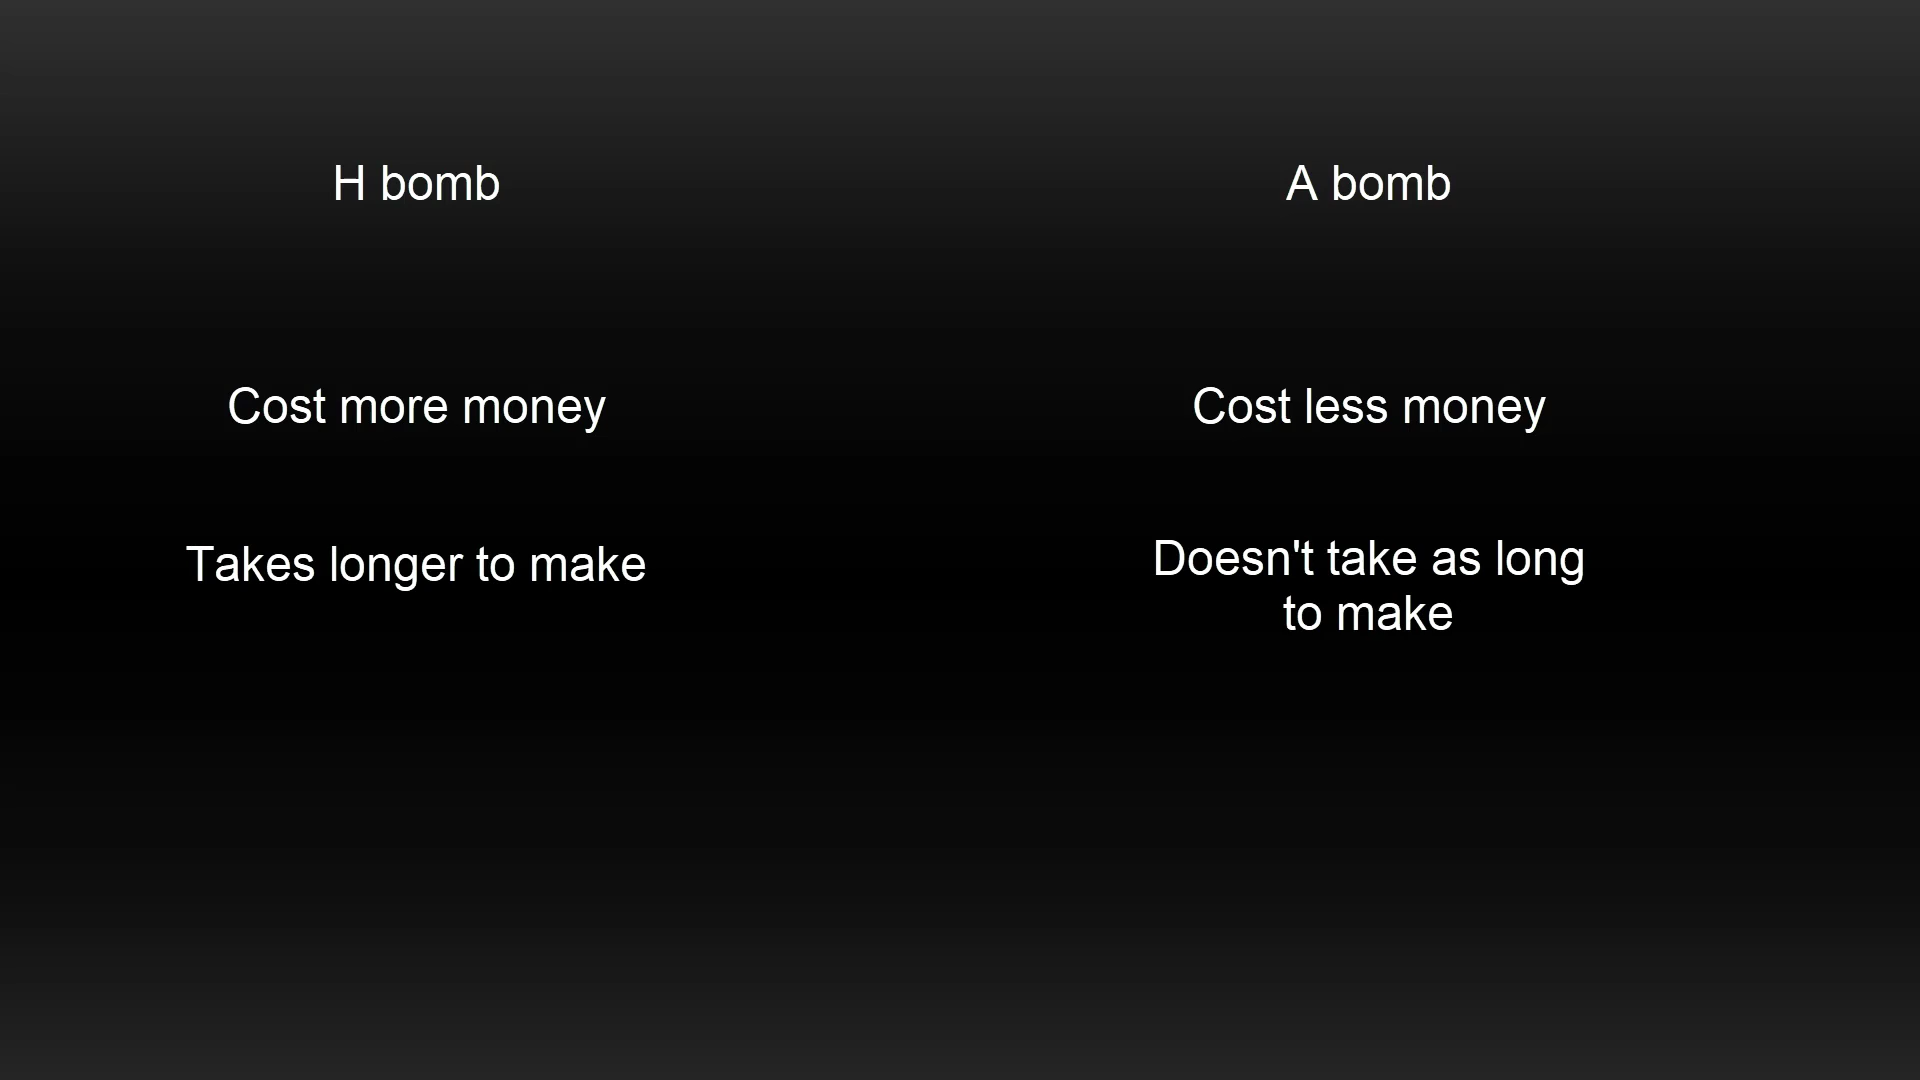 H bomb
A bomb
Cost more money
Cost less money
Takes longer to make
Doesn't take as long
to make